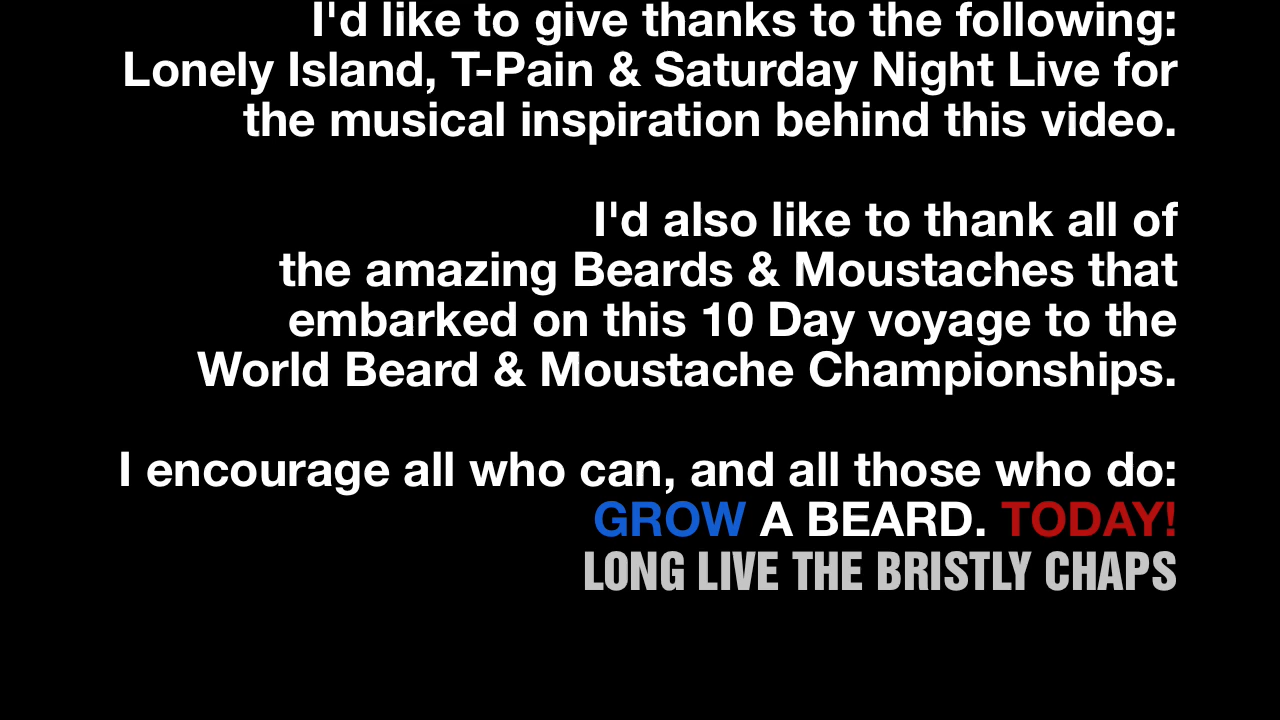 I'd like to give thanks to the following:
Lonely Island, T-Pain & Saturday Night Live for
the musical inspiration behind this video.
I'd also like to thank all of
the amazing Beards & Moustaches that
embarked on this 10 Day voyage to the
World Beard & Moustache Championships.
I encourage all who can, and all those who do:
GROW A BEARD. TODAY!
LONG LIVE THE BRISTLY CHAPS